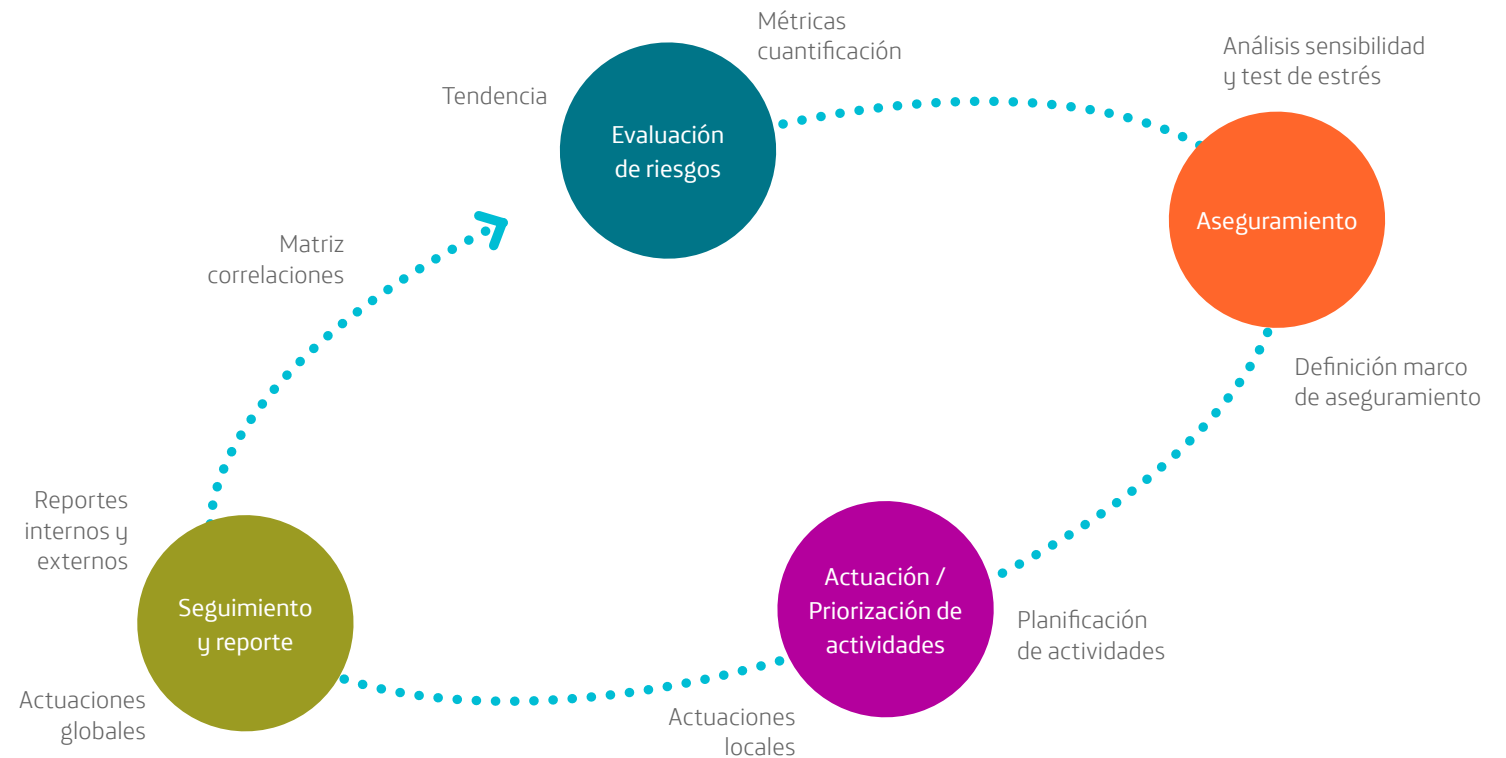 Métricas
cuantificación
Tendencia
Evaluación
de riesgos
Análisis sensibilidad
y test de estrés
Aseguramiento
Matriz
correlaciones
Definición marco
de aseguramiento
Reportes
internos y
externos
Seguimiento
y reporte
Actuaciones
globales
Actuación /
Priorización de
actividades
Planificación
de actividades
Actuaciones
locales